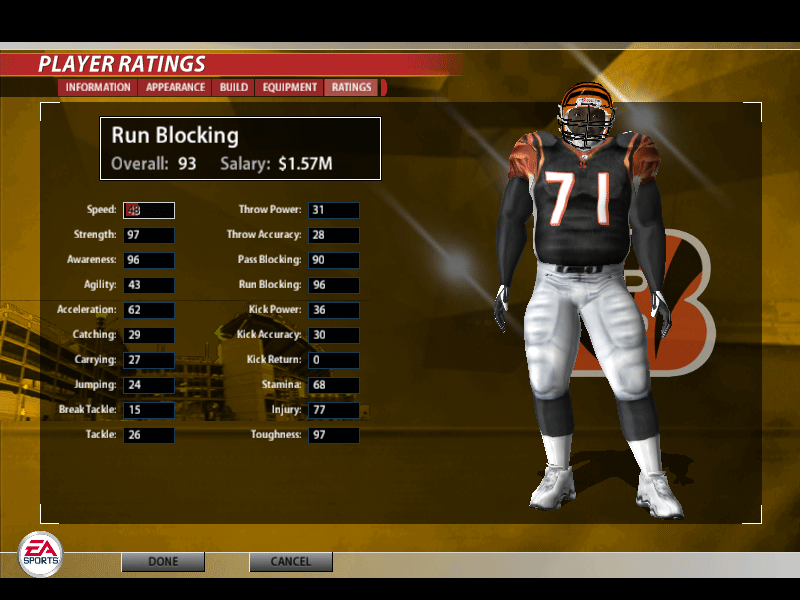 PLAYER RATINGS
INFORMATION APPEARANCE BUILD EQUIPMENT RATINGS
Run Blocking
Overall: 93 Salary: $1.57M
Speed: 48 Throw Power: 31
Strength: 97 Throw Accuracy: 28
Awareness: 96 Pass Blocking: 90
Agility: 43 Run Blocking: 96
Acceleration: 62 Kick Power: 36
Catching: 29 Kick Accuracy: 30
Carrying: 27 Kick Return: 0
Jumping: 24 Stamina: 68
Break Tackle: 15 Injury: 77
Tackle: 26 Toughness: 97
71
B
EA
SPORTS
DONE CANCEL